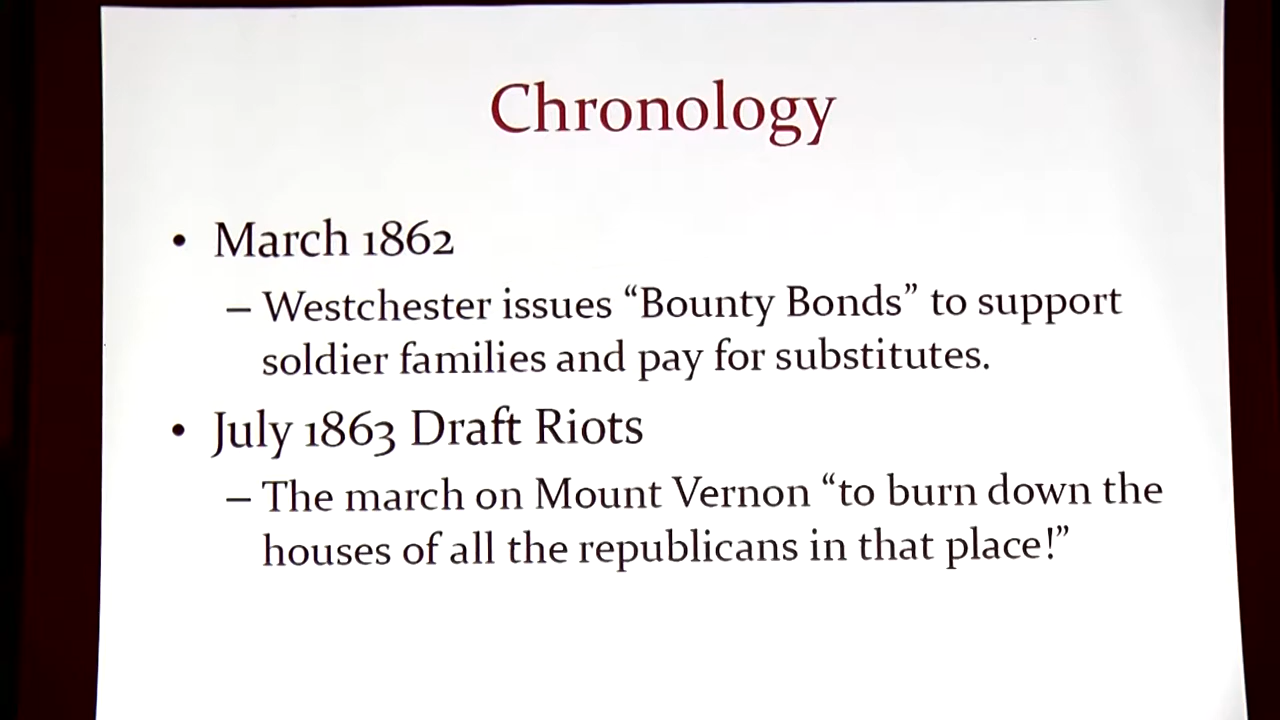 Chronology
• March 1862
– Westchester issues “Bounty Bonds” to support
soldier families and pay for substitutes.
• July 1863 Draft Riots
– The march on Mount Vernon “to burn down the
houses of all the republicans in that place!”